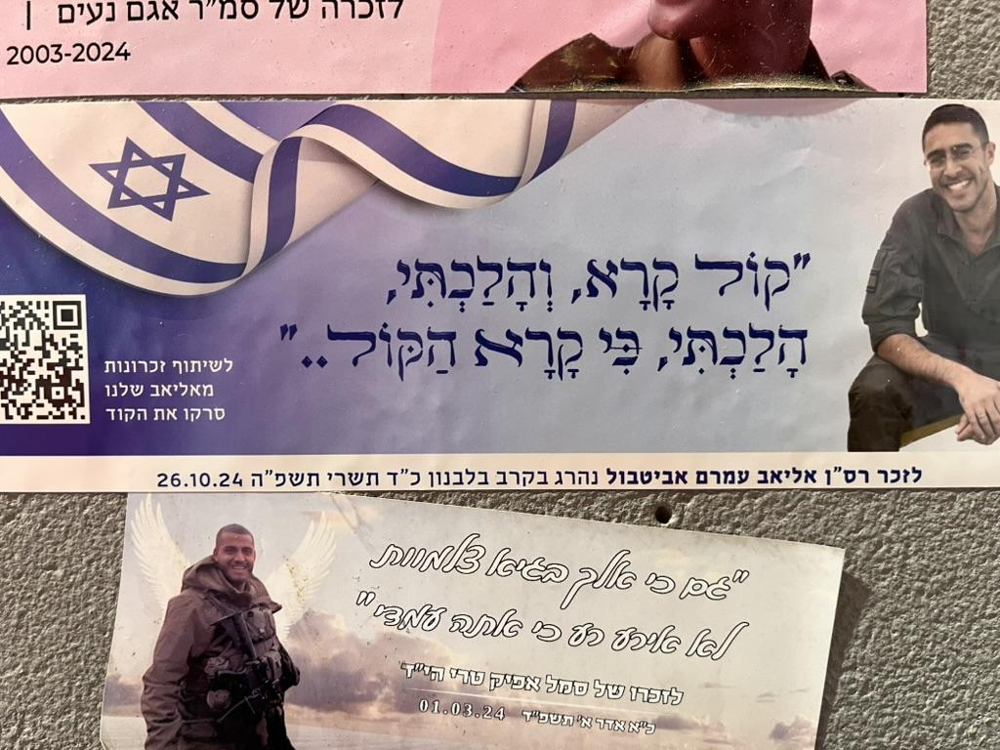 לזכרה של סמ"ר אגם נעים |
2003-2024
"קוֹל קָרָא, וְהָלַכְתִּי,
הָלַכְתִּי, כִּי קָרָא הַקּוֹל.."
לשיתוף זכרונות
מאליאב שלנו
סרקו את הקוד
לזכר רס"ן אליאב עמרם אביטבול נהרג בקרב בלבנון כ"ד תשרי תשפ"ה 26.10.24
"גם כי אלך בגיא צלמוות
לא אירע רע כי אתה עמדי"
לזכרו של סמל אפיק טרי הי"ד
כ"א אדר א' תשפ"ד 01.03.24